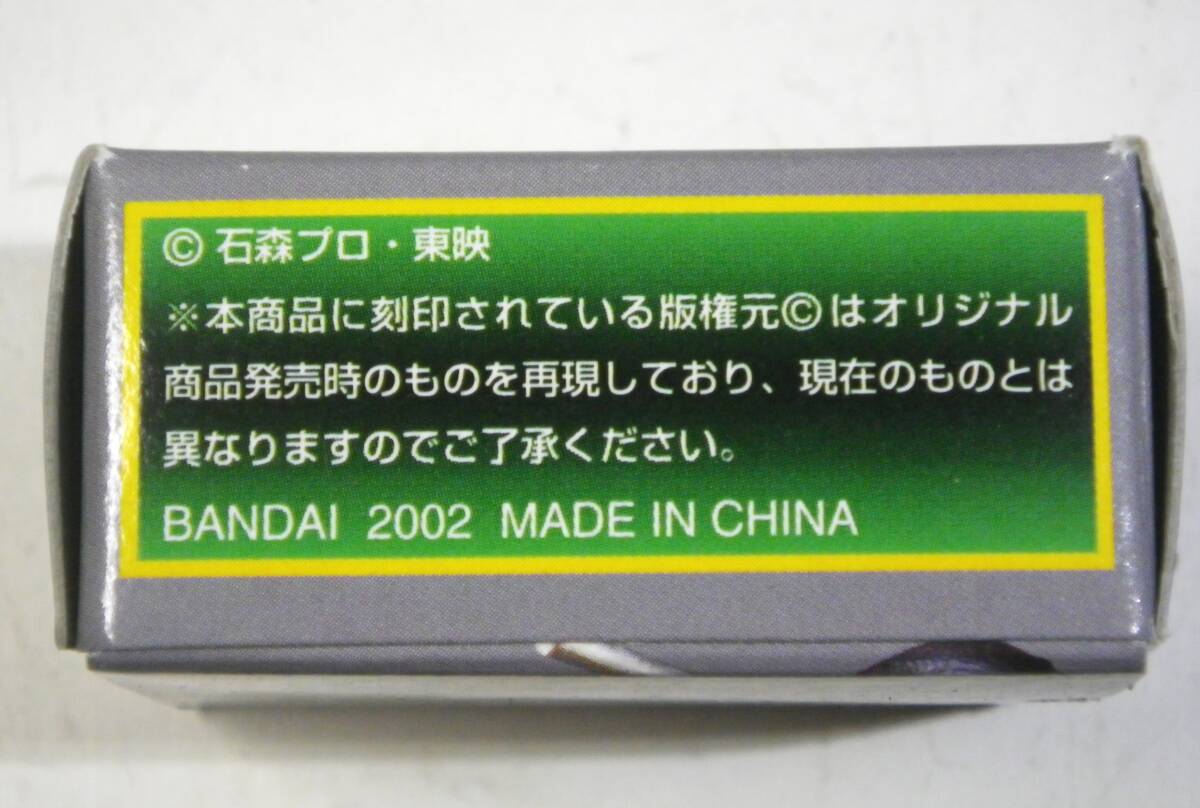 © 石森プロ・東映
※本商品に刻印されている版権元©はオリジナル
商品発売時のものを再現しており、現在のものとは
異なりますのでご了承ください。
BANDAI 2002 MADE IN CHINA